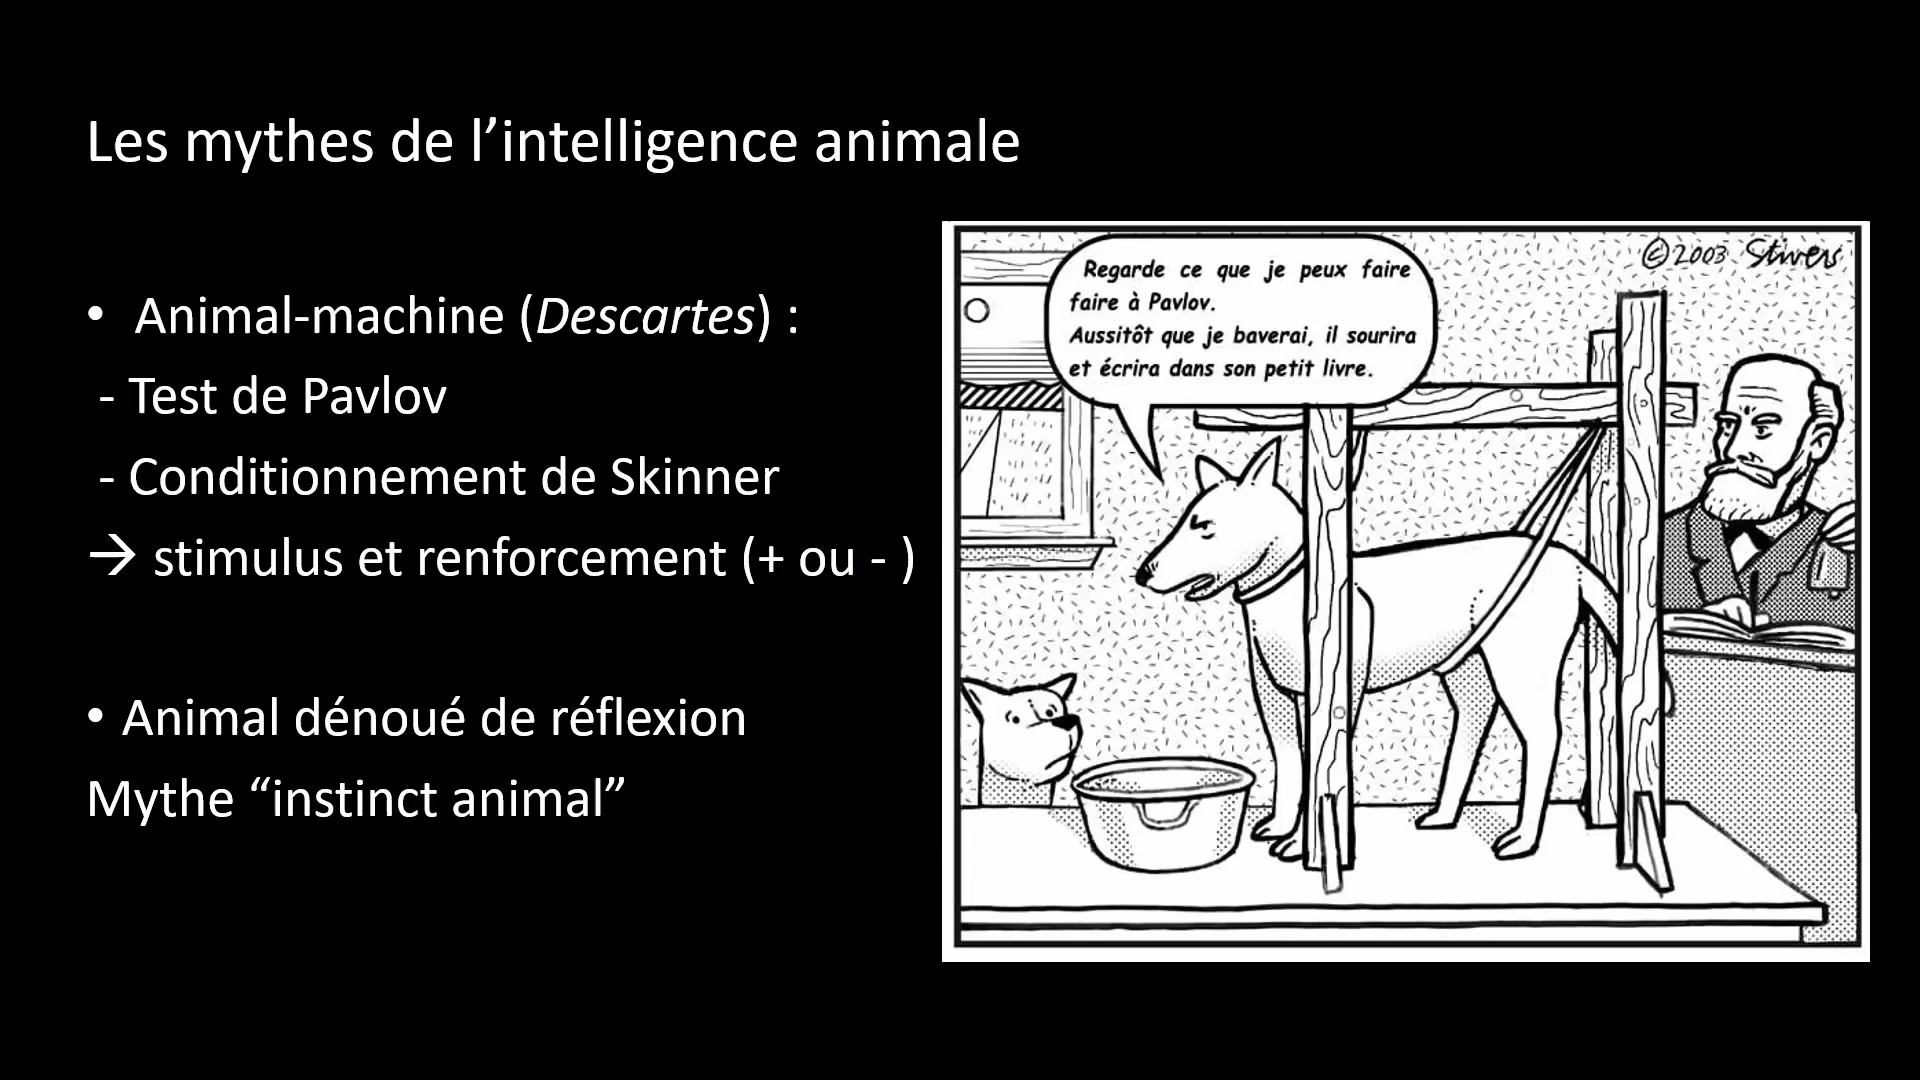 Les mythes de l’intelligence animale
• Animal-machine (Descartes) :
- Test de Pavlov
- Conditionnement de Skinner
→ stimulus et renforcement (+ ou - )
• Animal dénoué de réflexion
Mythe “instinct animal”
Regarde ce que je peux faire
faire à Pavlov.
Aussitôt que je baverai, il sourira
et écrira dans son petit livre.
©2003 Stivers